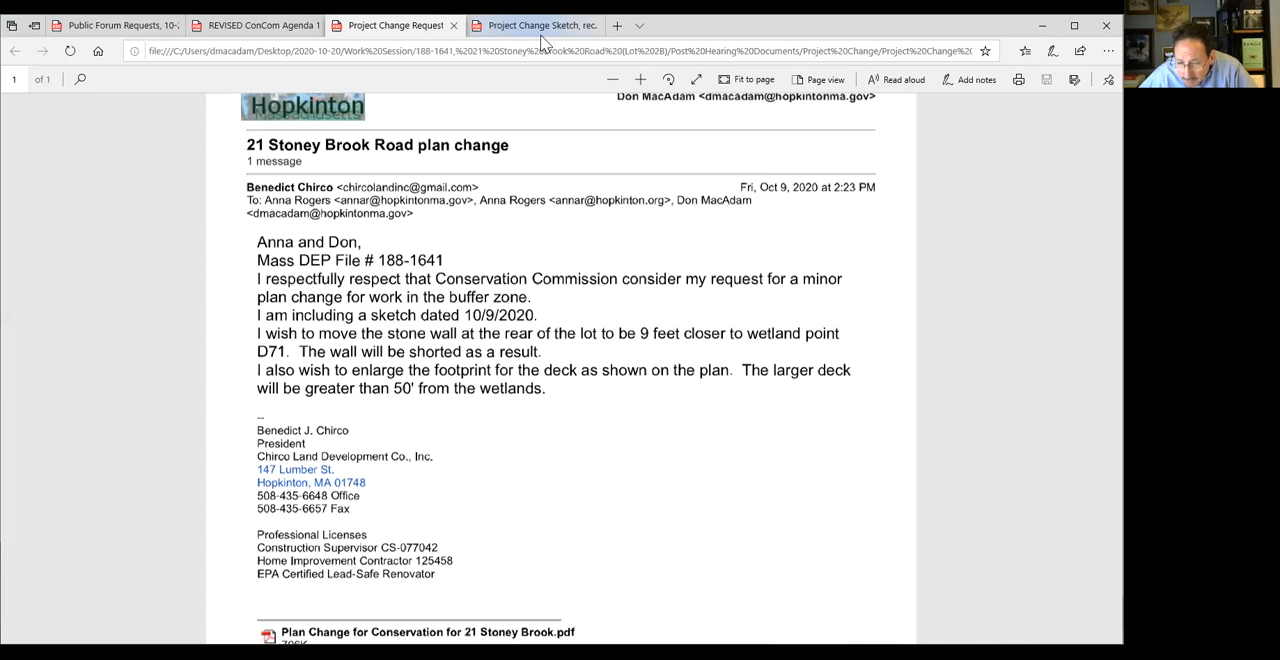 Public Forum Requests, 10-2
REVISED ConCom Agenda 1
Project Change Request
Project Change Sketch, rec.
file:///C:/Users/dmacadam/Desktop/2020-10-20/Work%20Session/188-1641,%2021%20Stoney%20Brook%20Road%20(Lot%202B)/Post%20Hearing%20Documents/Project%20Change/Project%20Change%2C
1 of 1
Fit to page
Page view
Read aloud
Add notes
RANGE
Hopkinton
Massachusetts
Don MacAdam <dmacadam@hopkintonma.gov>
21 Stoney Brook Road plan change
1 message
Benedict Chirco <chircolandinc@gmail.com> Fri, Oct 9, 2020 at 2:23 PM
To: Anna Rogers <annar@hopkintonma.gov>, Anna Rogers <annar@hopkinton.org>, Don MacAdam
<dmacadam@hopkintonma.gov>
Anna and Don,
Mass DEP File # 188-1641
I respectfully respect that Conservation Commission consider my request for a minor
plan change for work in the buffer zone.
I am including a sketch dated 10/9/2020.
I wish to move the stone wall at the rear of the lot to be 9 feet closer to wetland point
D71. The wall will be shorted as a result.
I also wish to enlarge the footprint for the deck as shown on the plan. The larger deck
will be greater than 50' from the wetlands.
--
Benedict J. Chirco
President
Chirco Land Development Co., Inc.
147 Lumber St.
Hopkinton, MA 01748
508-435-6648 Office
508-435-6657 Fax
Professional Licenses
Construction Supervisor CS-077042
Home Improvement Contractor 125458
EPA Certified Lead-Safe Renovator
Plan Change for Conservation for 21 Stoney Brook.pdf